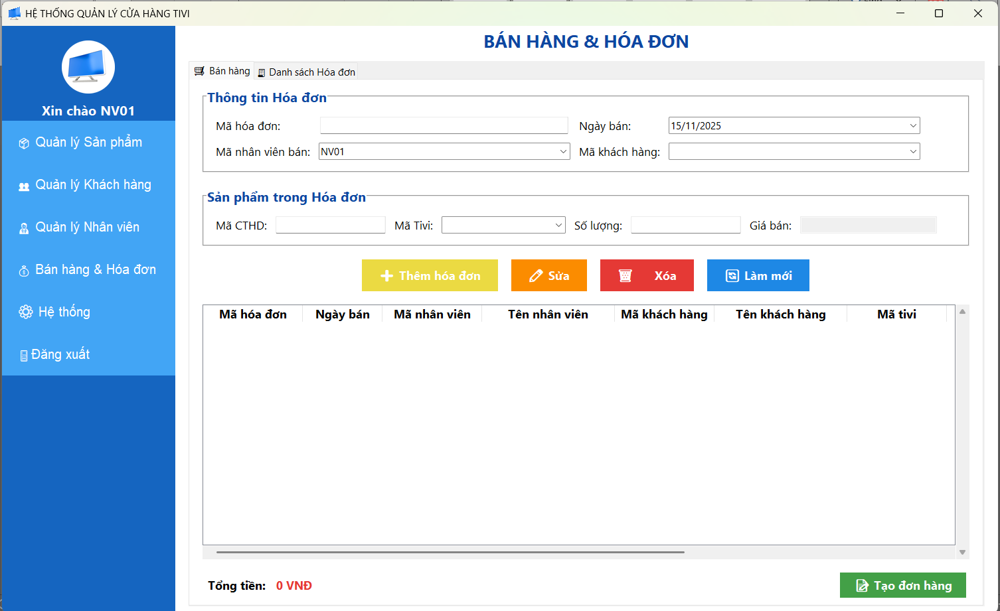 HỆ THỐNG QUẢN LÝ CỬA HÀNG TIVI
Xin chào NV01
Quản lý Sản phẩm
Quản lý Khách hàng
Quản lý Nhân viên
Bán hàng & Hóa đơn
Hệ thống
Đăng xuất
BÁN HÀNG & HÓA ĐƠN
Bán hàng Danh sách Hóa đơn
Thông tin Hóa đơn
Mã hóa đơn: Ngày bán: 15/11/2025
Mã nhân viên bán: NV01 Mã khách hàng:
Sản phẩm trong Hóa đơn
Mã CTHD: Mã Tivi: Số lượng: Giá bán:
Thêm hóa đơn Sửa Xóa Làm mới
Mã hóa đơn Ngày bán Mã nhân viên Tên nhân viên Mã khách hàng Tên khách hàng Mã tivi
Tổng tiền: 0 VNĐ Tạo đơn hàng